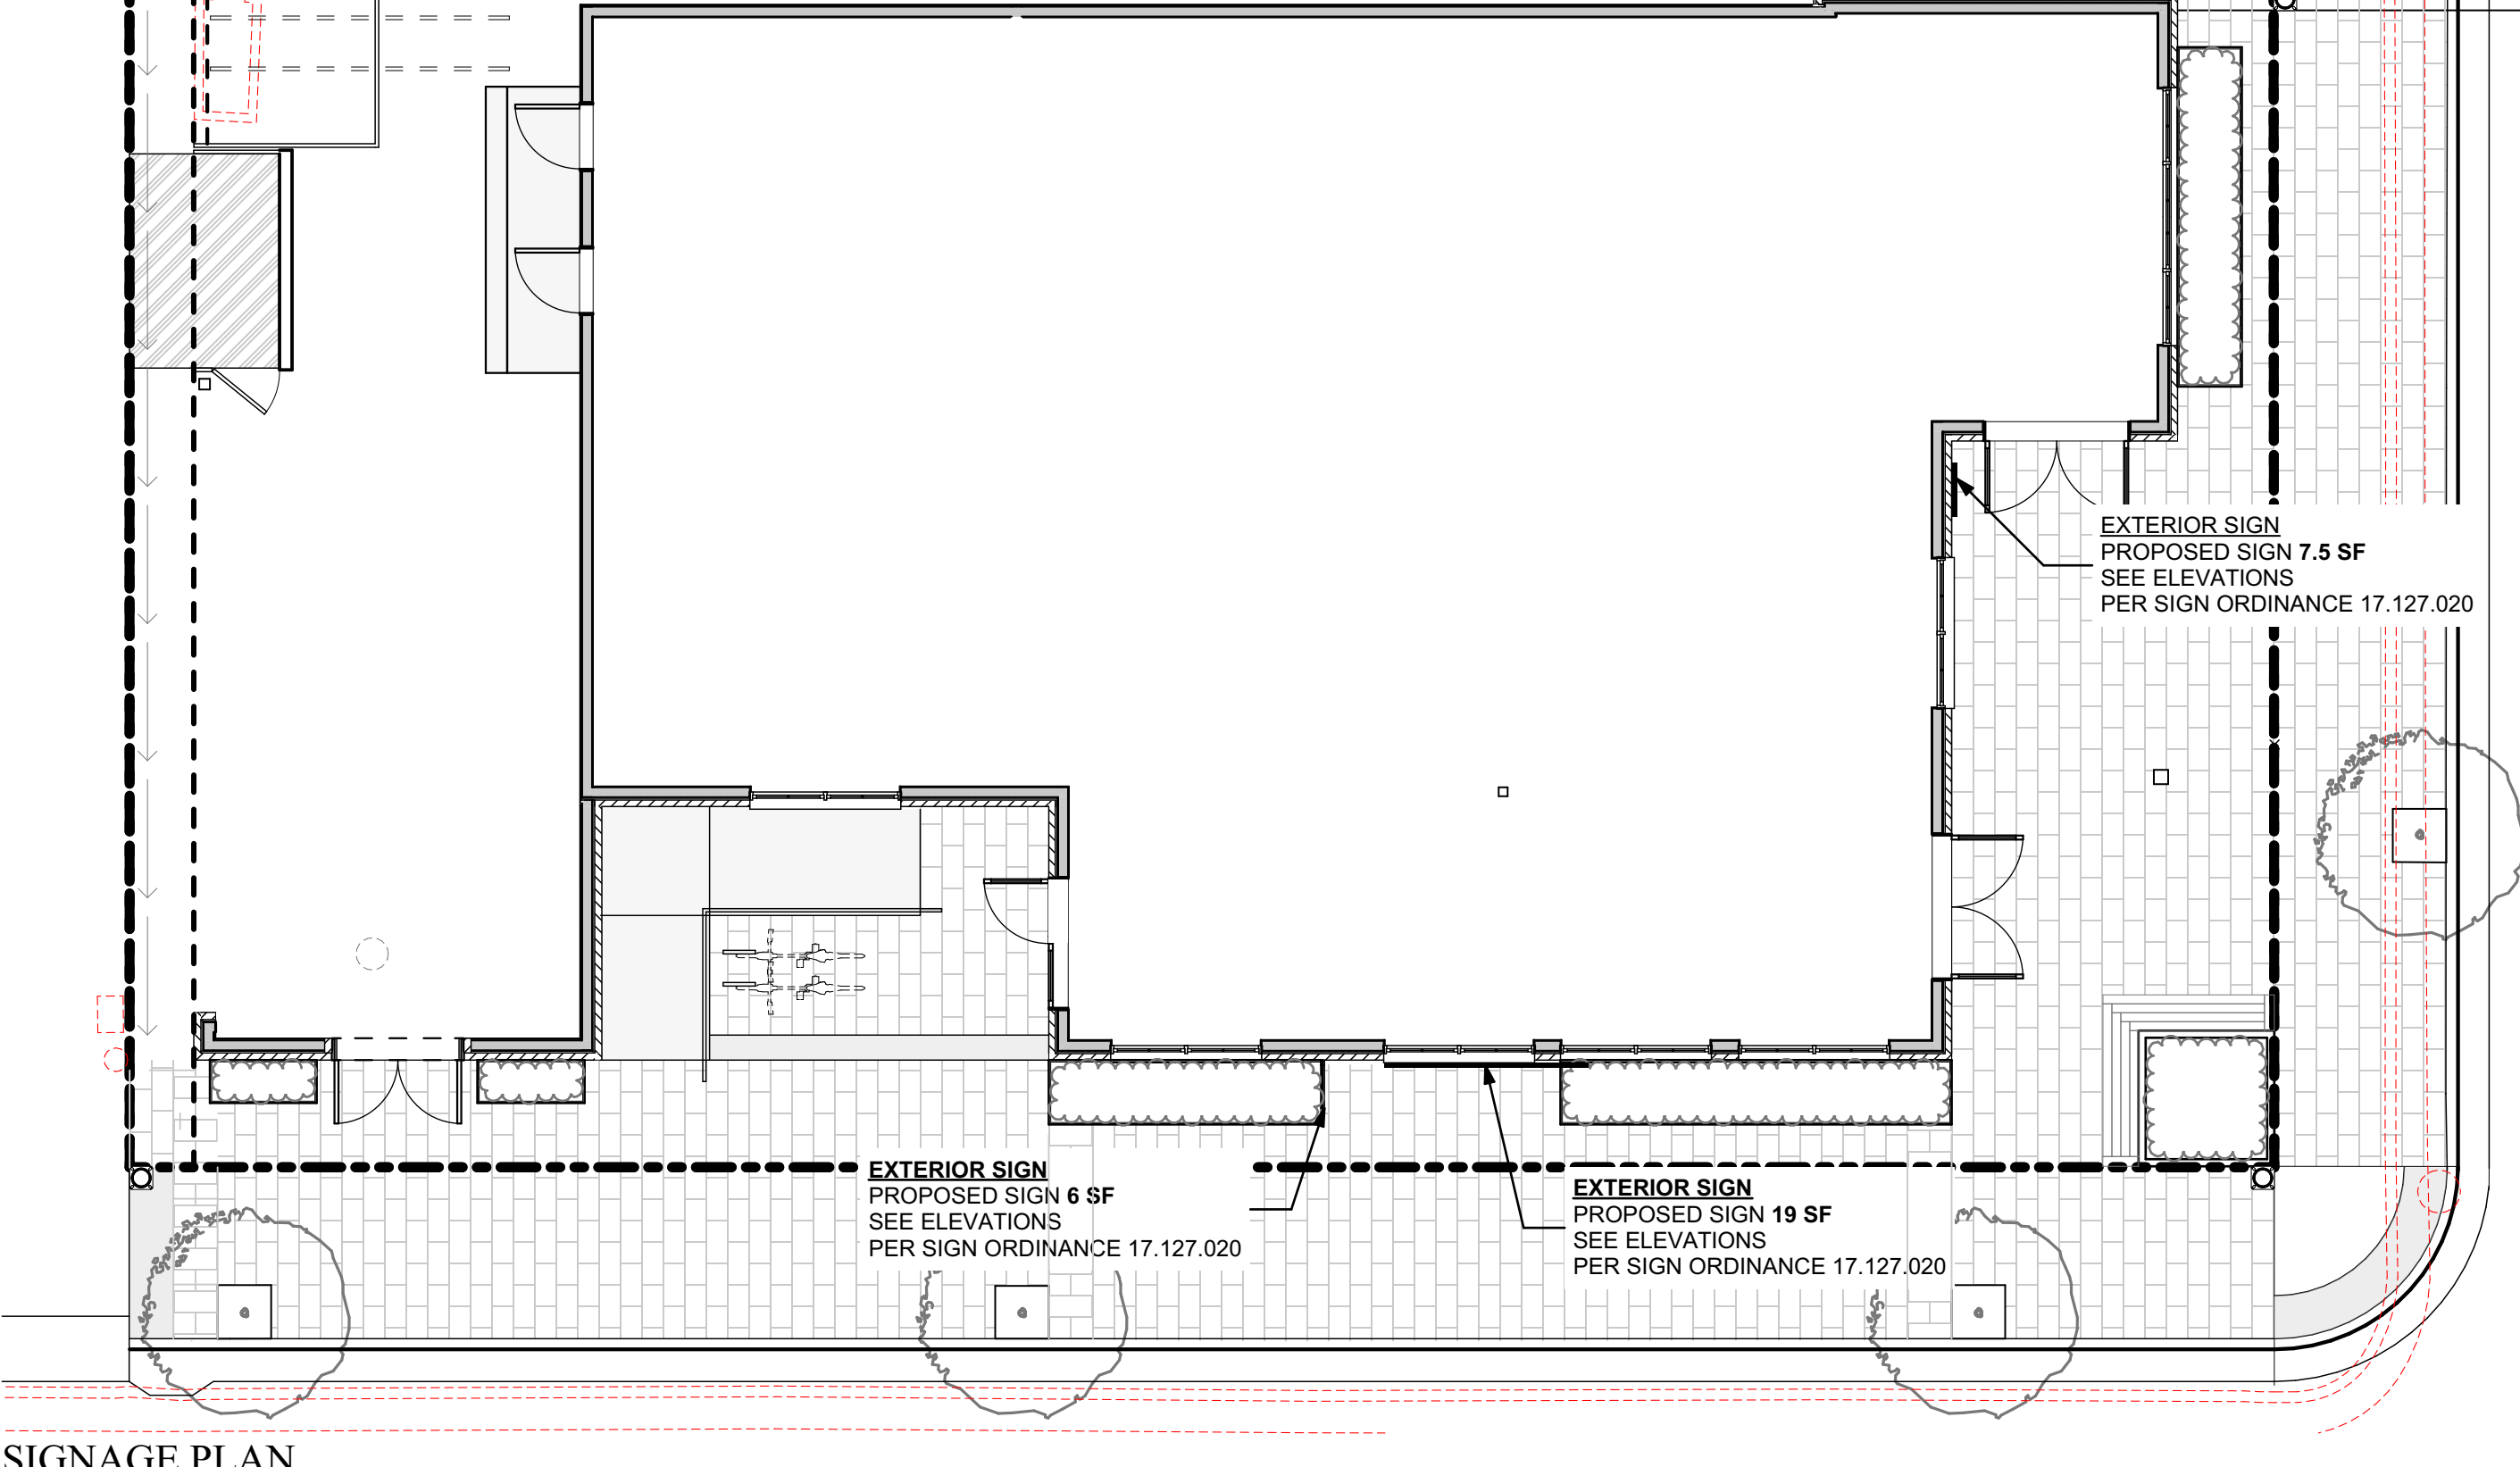 EXTERIOR SIGN
PROPOSED SIGN 7.5 SF
SEE ELEVATIONS
PER SIGN ORDINANCE 17.127.020
EXTERIOR SIGN
PROPOSED SIGN 6 SF
SEE ELEVATIONS
PER SIGN ORDINANCE 17.127.020
EXTERIOR SIGN
PROPOSED SIGN 19 SF
SEE ELEVATIONS
PER SIGN ORDINANCE 17.127.020
SIGNAGE PLAN